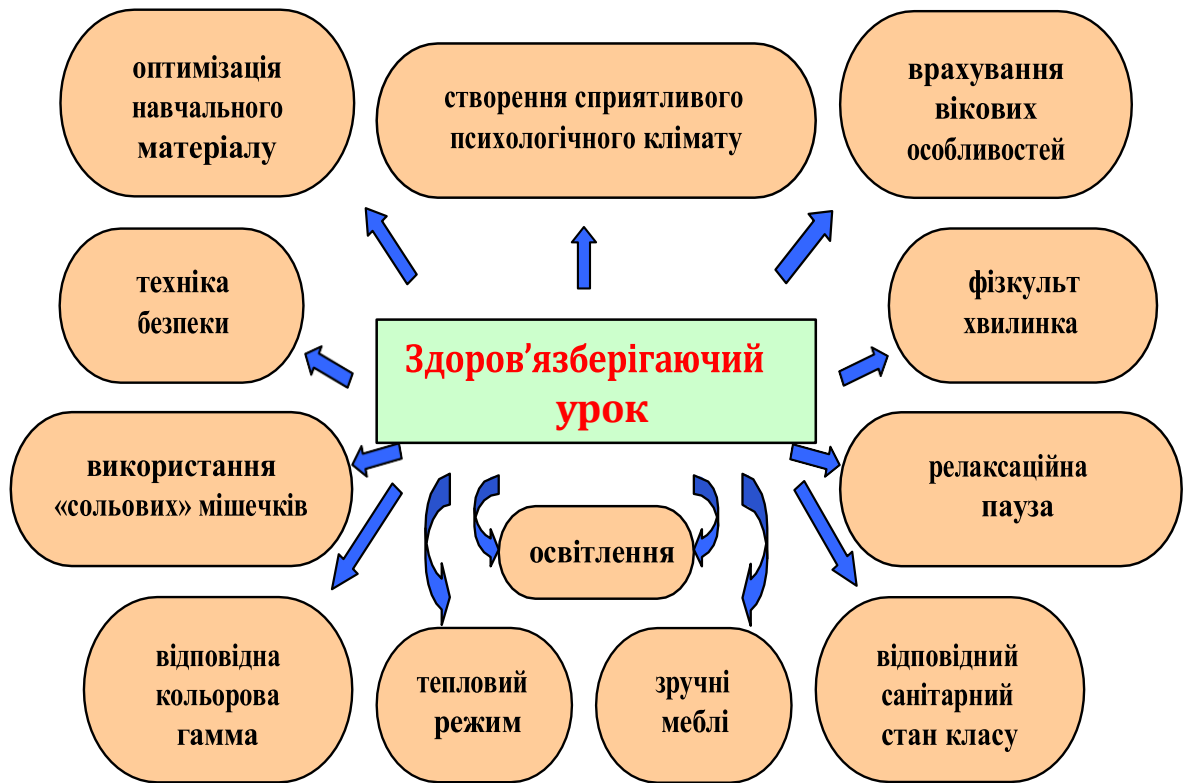 оптимізація
навчального
матеріалу
створення сприятливого
психологічного клімату
врахування
вікових
особливостей
техніка
безпеки
фізкульт
хвилинка
Здоров’язберігаючий
урок
використання
«сольових» мішечків
релаксаційна
пауза
освітлення
відповідна
кольорова
гамма
тепловий
режим
зручні
меблі
відповідний
санітарний
стан класу